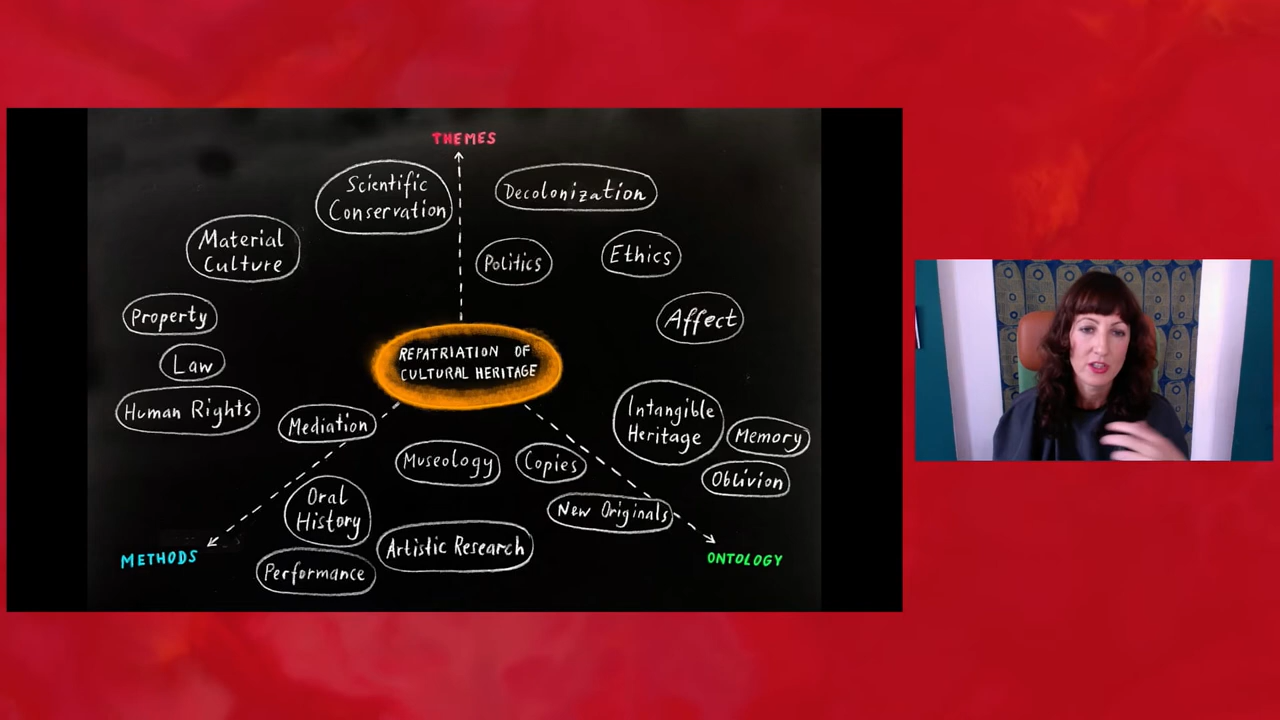 THEMES
Scientific
Conservation
Decolonization
Material
Culture
Politics
Ethics
Property
Affect
Law
REPATRIATION OF
CULTURAL HERITAGE
Human Rights
Mediation
Intangible
Heritage
Memory
Museology
Copies
Oblivion
Oral
History
New Originals
Artistic Research
METHODS
ONTOLOGY
Performance